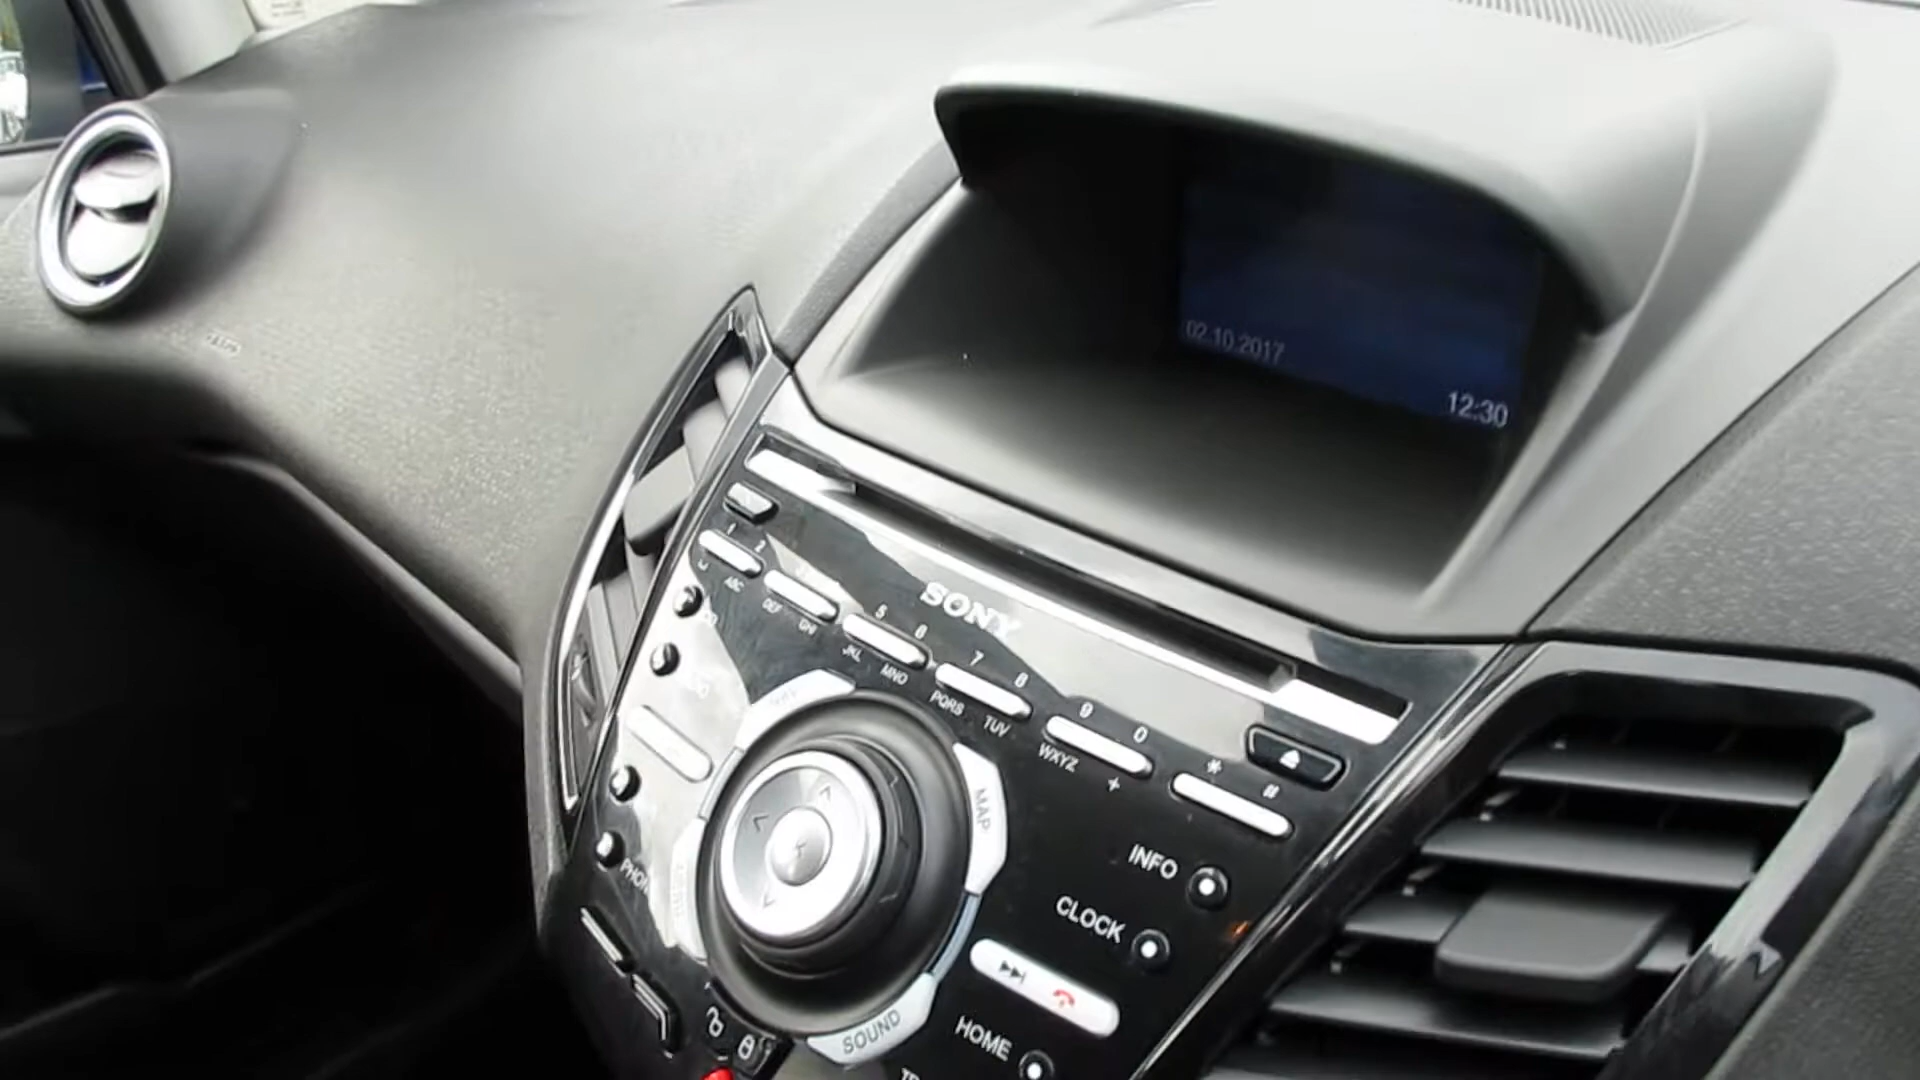 02.10.2017
12:30
SONY
1 2
ABC
DEF
GHI
5 6
JKL
MNO
7 8
PQRS
TUV
9 0
WXYZ
+
* #
MAP
INFO
CLOCK
PHON
SOUND
HOME